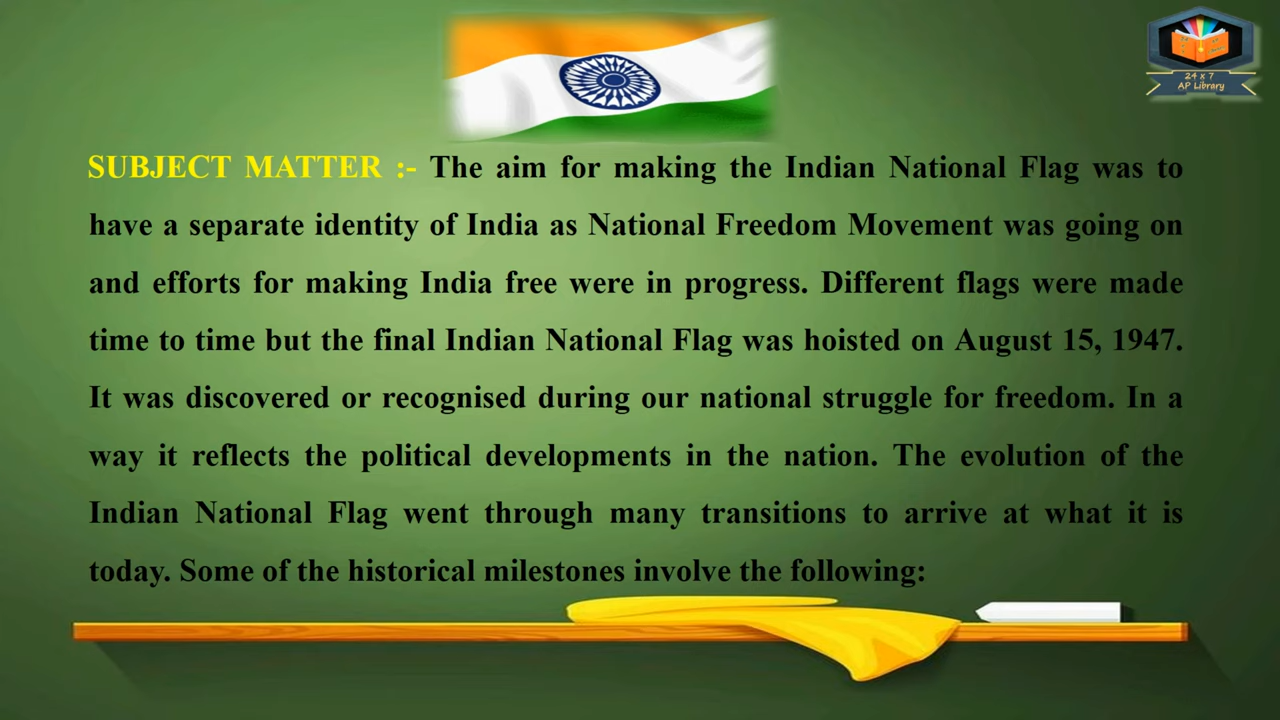 24 x 7
AP Library
SUBJECT MATTER :- The aim for making the Indian National Flag was to
have a separate identity of India as National Freedom Movement was going on
and efforts for making India free were in progress. Different flags were made
time to time but the final Indian National Flag was hoisted on August 15, 1947.
It was discovered or recognised during our national struggle for freedom. In a
way it reflects the political developments in the nation. The evolution of the
Indian National Flag went through many transitions to arrive at what it is
today. Some of the historical milestones involve the following: